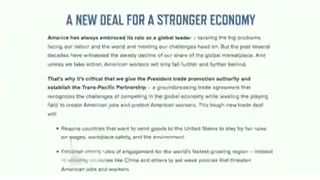 A NEW DEAL FOR A STRONGER ECONOMY
America has always embraced its role as a global leader – tackling the big problems
facing our nation and the world and meeting our challenges head on. But the past several
decades have witnessed the steady decline of our share of the global marketplace. And
unless we take action, American workers will only fall further and further behind.
That's why it's critical that we give the President trade promotion authority and
establish the Trans-Pacific Partnership – a groundbreaking trade agreement that
recognizes the challenges of competing in the global economy while leveling the playing
field to create American jobs and protect American workers. This tough new trade deal
will:
• Require countries that want to send goods to the United States to play by fair rules
on wages, workplace safety, and the environment
• Establish strong rules of engagement for the world's fastest-growing region – instead
of allowing countries like China and others to set weak policies that threaten
American jobs and workers